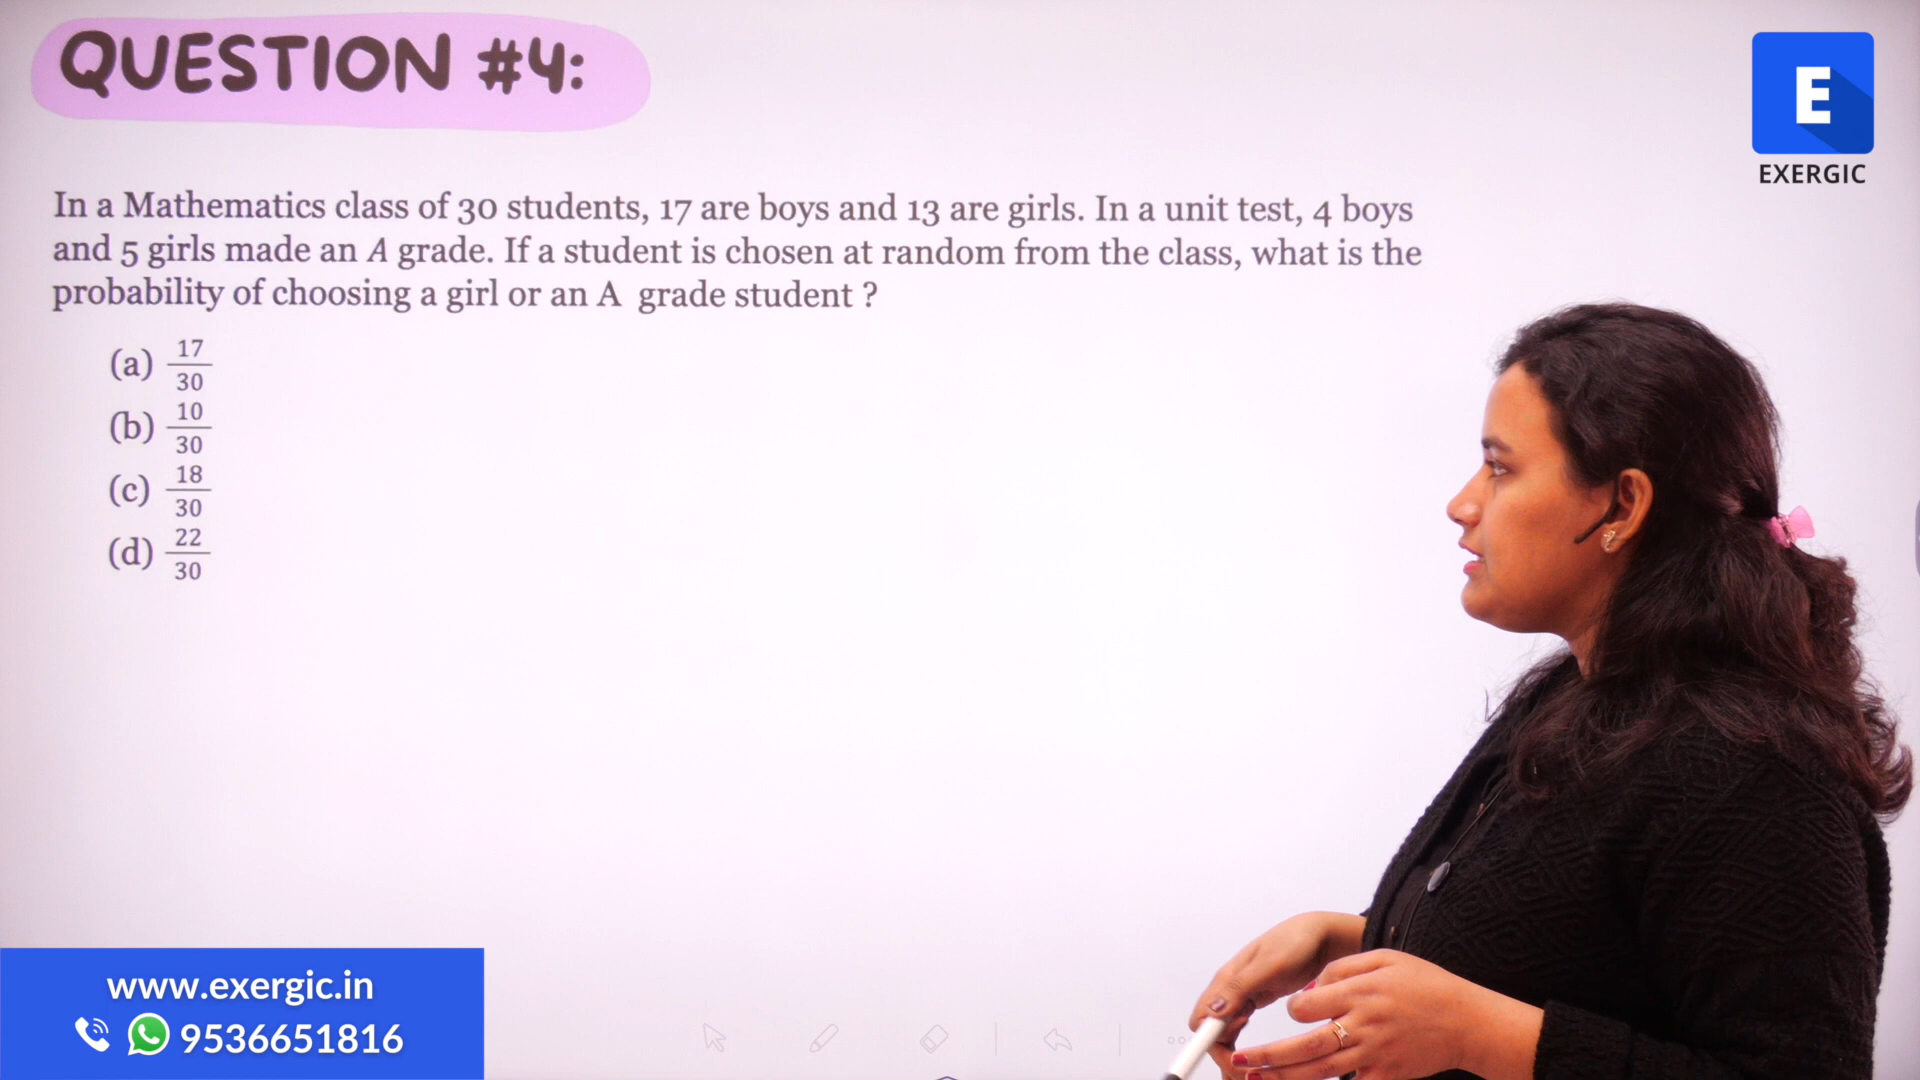 QUESTION #4:
E
EXERGIC
In a Mathematics class of 30 students, 17 are boys and 13 are girls. In a unit test, 4 boys
and 5 girls made an A grade. If a student is chosen at random from the class, what is the
probability of choosing a girl or an A grade student ?
(a) 17/30
(b) 10/30
(c) 18/30
(d) 22/30
www.exergic.in
9536651816